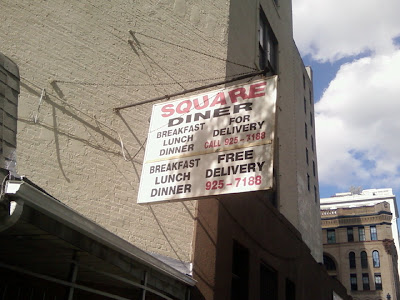 SQUARE
DINER
BREAKFAST FOR
LUNCH DELIVERY
DINNER CALL 925-7188
BREAKFAST FREE
LUNCH DELIVERY
DINNER 925-7188